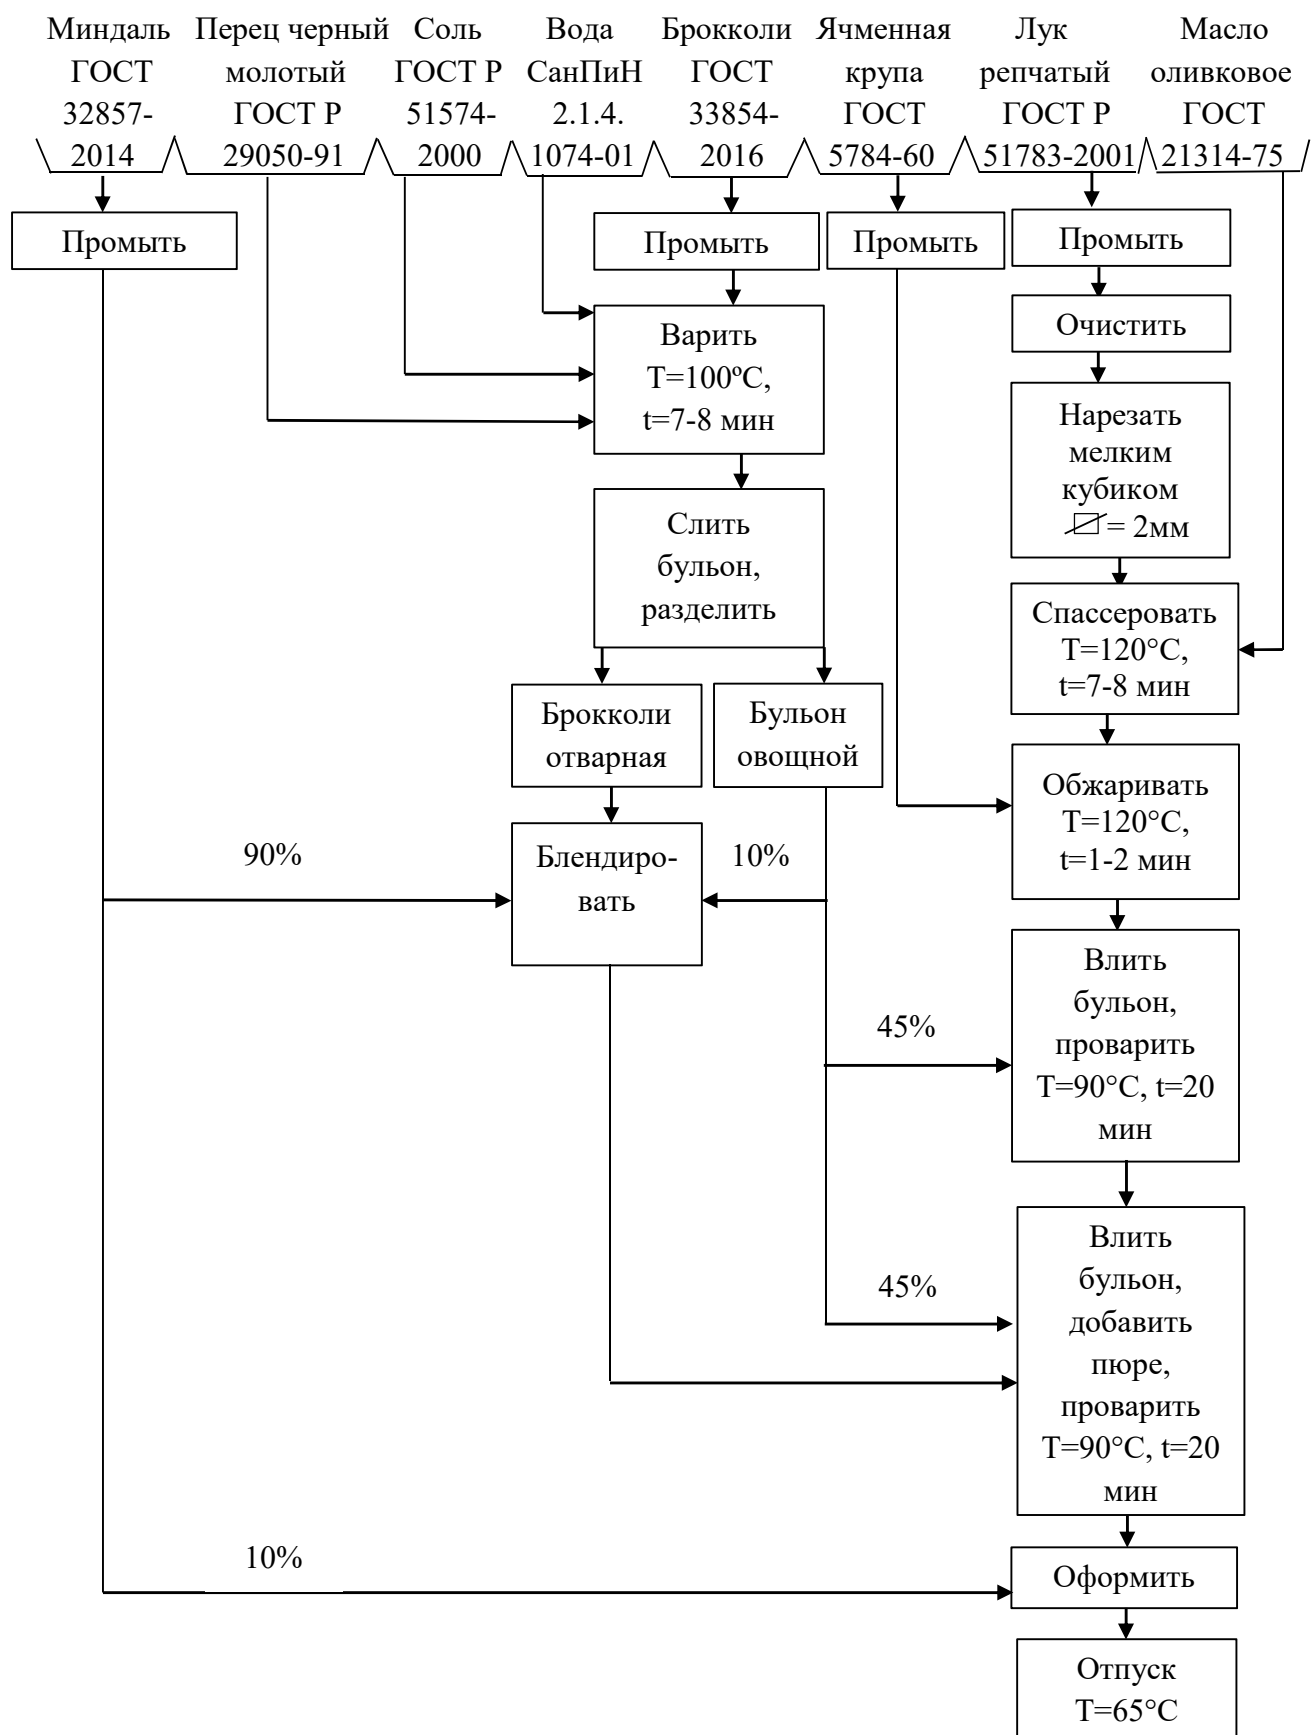 Миндаль
ГОСТ
32857-
2014
Перец черный
молотый
ГОСТ Р
29050-91
Соль
ГОСТ Р
51574-
2000
Вода
СанПиН
2.1.4.
1074-01
Брокколи
ГОСТ
33854-
2016
Ячменная
крупа
ГОСТ
5784-60
Лук
репчатый
ГОСТ Р
51783-2001
Масло
оливковое
ГОСТ
21314-75
Промыть
Промыть
Промыть
Промыть
Варить
T=100ºC,
t=7-8 мин
Очистить
Нарезать
мелким
кубиком
= 2мм
Слить
бульон,
разделить
Спассеровать
T=120°C,
t=7-8 мин
Брокколи
отварная
Бульон
овощной
Обжаривать
T=120°C,
t=1-2 мин
90%
Блендиро-
вать
10%
Влить
бульон,
проварить
T=90°C, t=20
мин
45%
Влить
бульон,
добавить
пюре,
проварить
T=90°C, t=20
мин
45%
10%
Оформить
Отпуск
T=65°C